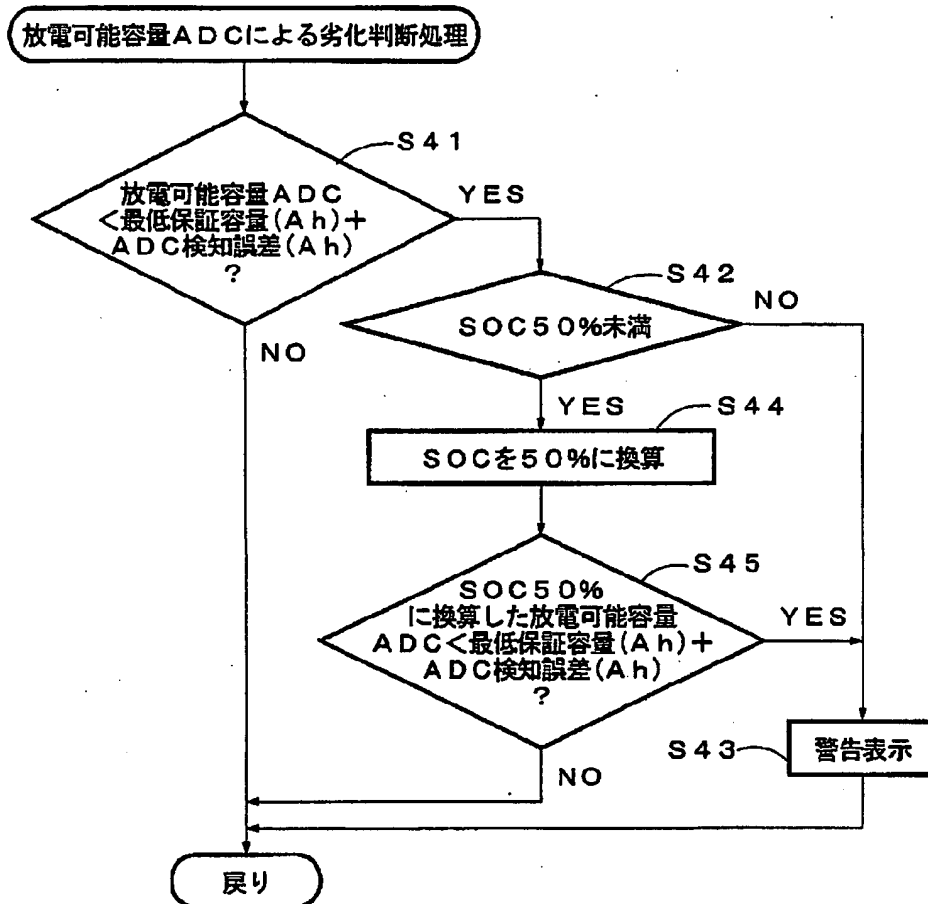 放電可能容量ADCによる劣化判断処理
S41
放電可能容量ADC
<最低保証容量(Ah)+
ADC検知誤差(Ah)
?
YES
NO
S42
SOC50%未満
NO
YES
S44
SOCを50%に換算
S45
SOC50%
に換算した放電可能容量
ADC<最低保証容量(Ah)+
ADC検知誤差(Ah)
?
YES
NO
S43
警告表示
戻り